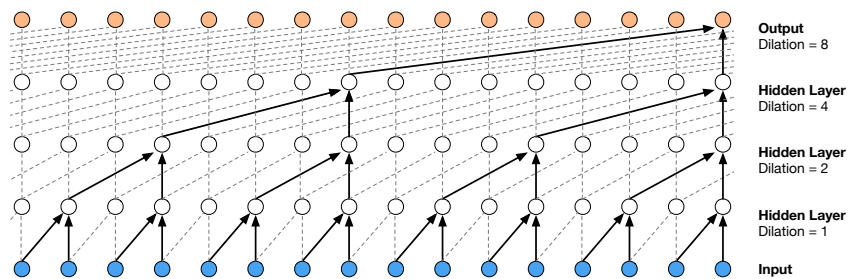 Output
Dilation = 8
Hidden Layer
Dilation = 4
Hidden Layer
Dilation = 2
Hidden Layer
Dilation = 1
Input